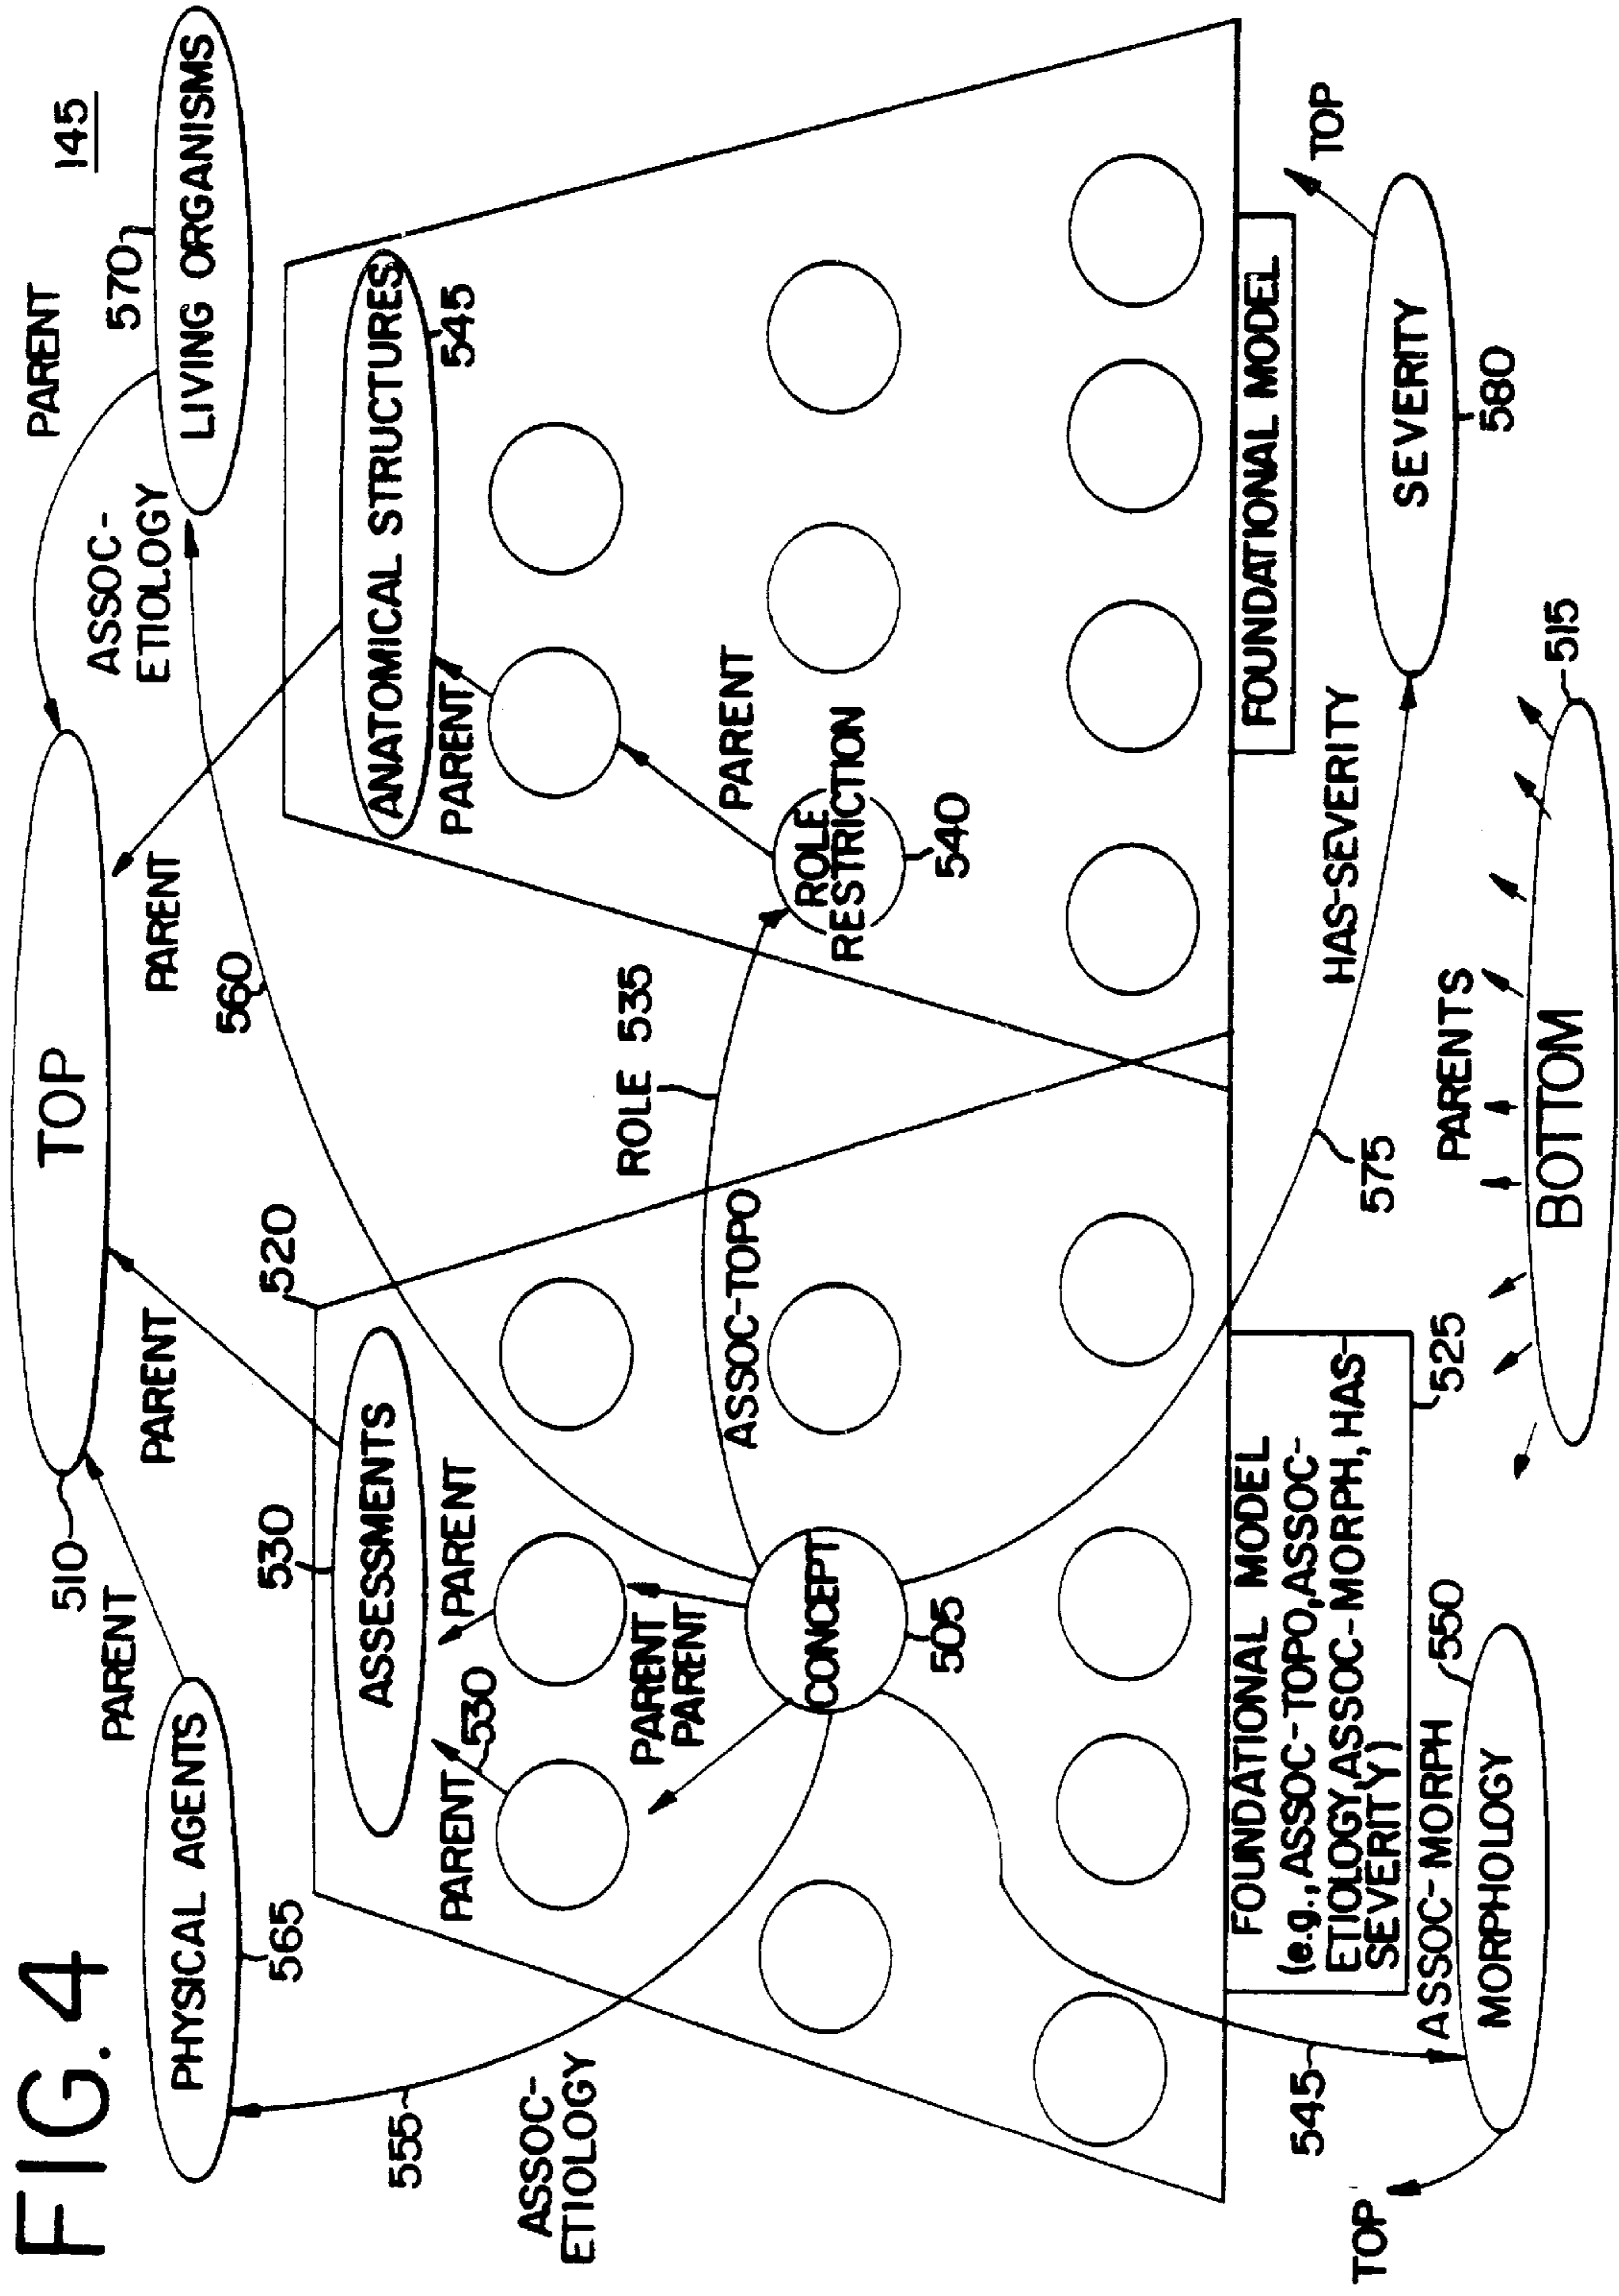 FIG. 4
145
PARENT
570
LIVING ORGANISMS
TOP
510
PARENT
PHYSICAL AGENTS
565
PARENT
PARENT
ASSOC-
ETIOLOGY
560
520
530
ASSESSMENTS
PARENT
PARENT
530
PARENT
PARENT
CONCEPT
505
555
ASSOC-
ETIOLOGY
ASSOC-TOPO
ROLE 535
ANATOMICAL STRUCTURES
545
PARENT
PARENT
ROLE
RESTRICTION
540
FOUNDATIONAL MODEL
(e.g., ASSOC-TOPO, ASSOC-
ETIOLOGY, ASSOC-MORPH, HAS-
SEVERITY)
525
FOUNDATIONAL MODEL
545
ASSOC-MORPH
550
MORPHOLOGY
TOP
575
HAS-SEVERITY
SEVERITY
580
TOP
PARENTS
BOTTOM
515